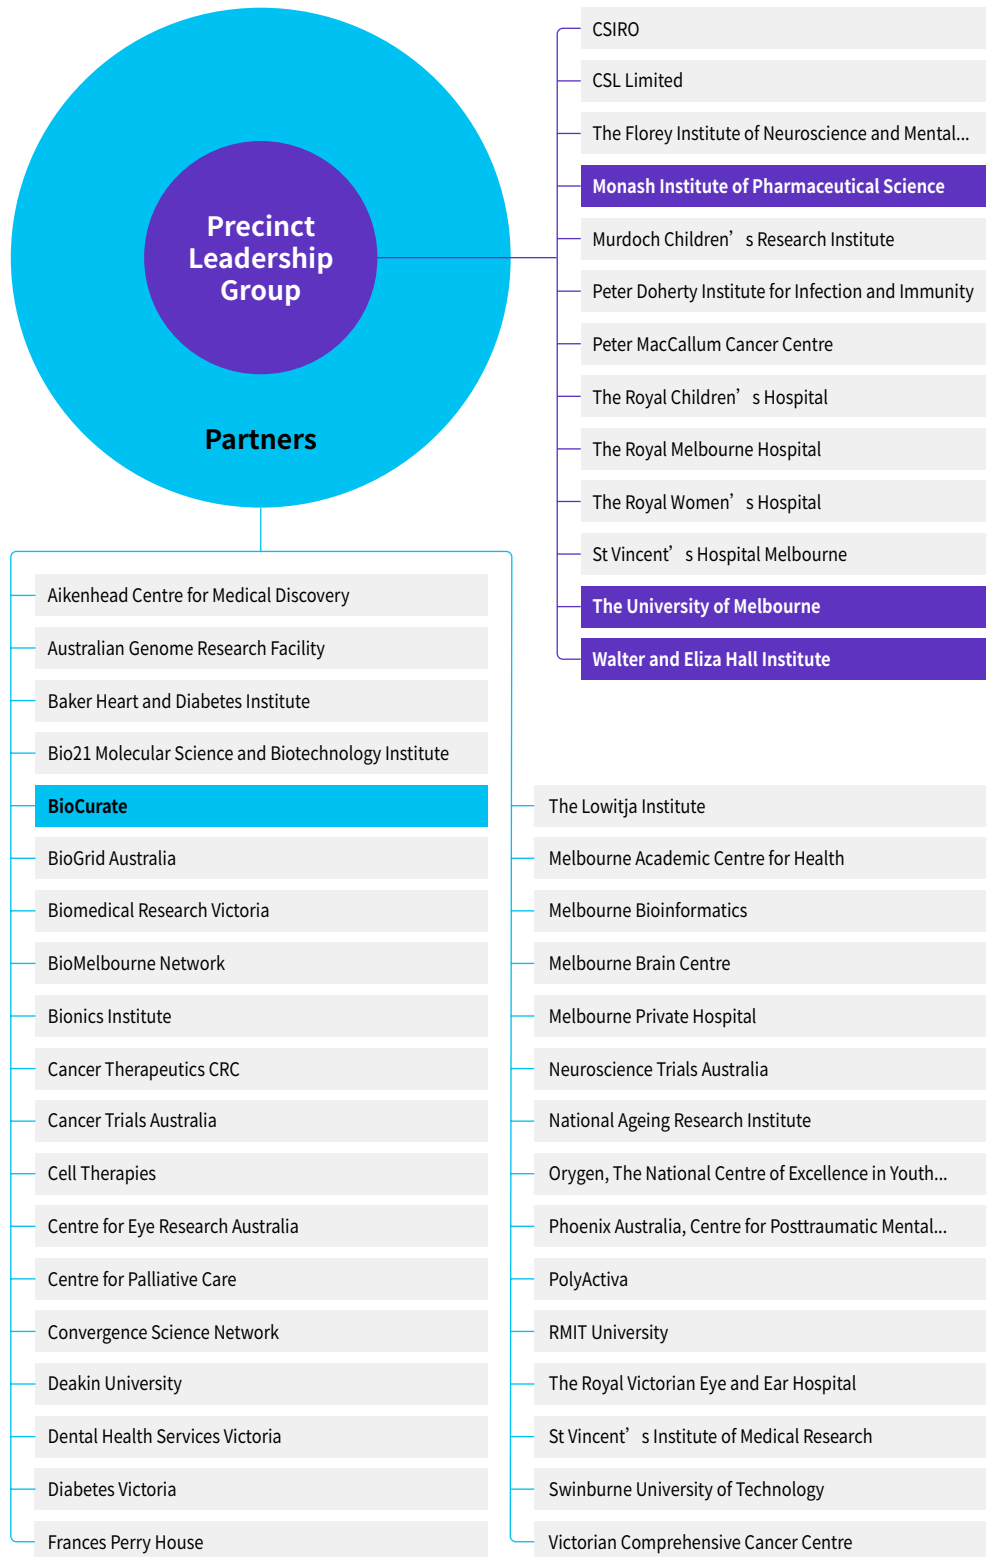 Precinct
Leadership
Group
Partners
CSIRO
CSL Limited
The Florey Institute of Neuroscience and Mental...
Monash Institute of Pharmaceutical Science
Murdoch Children’s Research Institute
Peter Doherty Institute for Infection and Immunity
Peter MacCallum Cancer Centre
The Royal Children’s Hospital
The Royal Melbourne Hospital
The Royal Women’s Hospital
St Vincent’s Hospital Melbourne
The University of Melbourne
Walter and Eliza Hall Institute
Aikenhead Centre for Medical Discovery
Australian Genome Research Facility
Baker Heart and Diabetes Institute
Bio21 Molecular Science and Biotechnology Institute
BioCurate
BioGrid Australia
Biomedical Research Victoria
BioMelbourne Network
Bionics Institute
Cancer Therapeutics CRC
Cancer Trials Australia
Cell Therapies
Centre for Eye Research Australia
Centre for Palliative Care
Convergence Science Network
Deakin University
Dental Health Services Victoria
Diabetes Victoria
Frances Perry House
The Lowitja Institute
Melbourne Academic Centre for Health
Melbourne Bioinformatics
Melbourne Brain Centre
Melbourne Private Hospital
Neuroscience Trials Australia
National Ageing Research Institute
Orygen, The National Centre of Excellence in Youth...
Phoenix Australia, Centre for Posttraumatic Mental...
PolyActiva
RMIT University
The Royal Victorian Eye and Ear Hospital
St Vincent’s Institute of Medical Research
Swinburne University of Technology
Victorian Comprehensive Cancer Centre